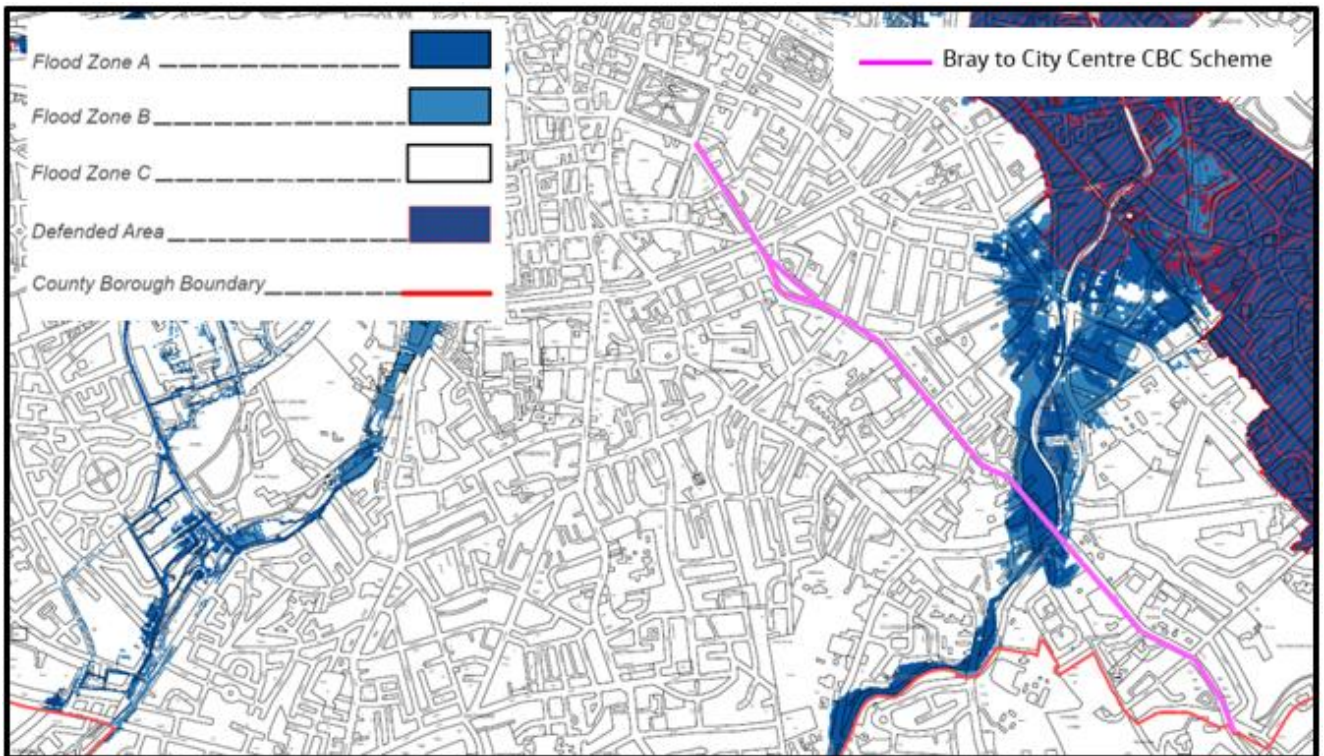 Flood Zone A
Flood Zone B
Flood Zone C
Defended Area
County Borough Boundary
Bray to City Centre CBC Scheme